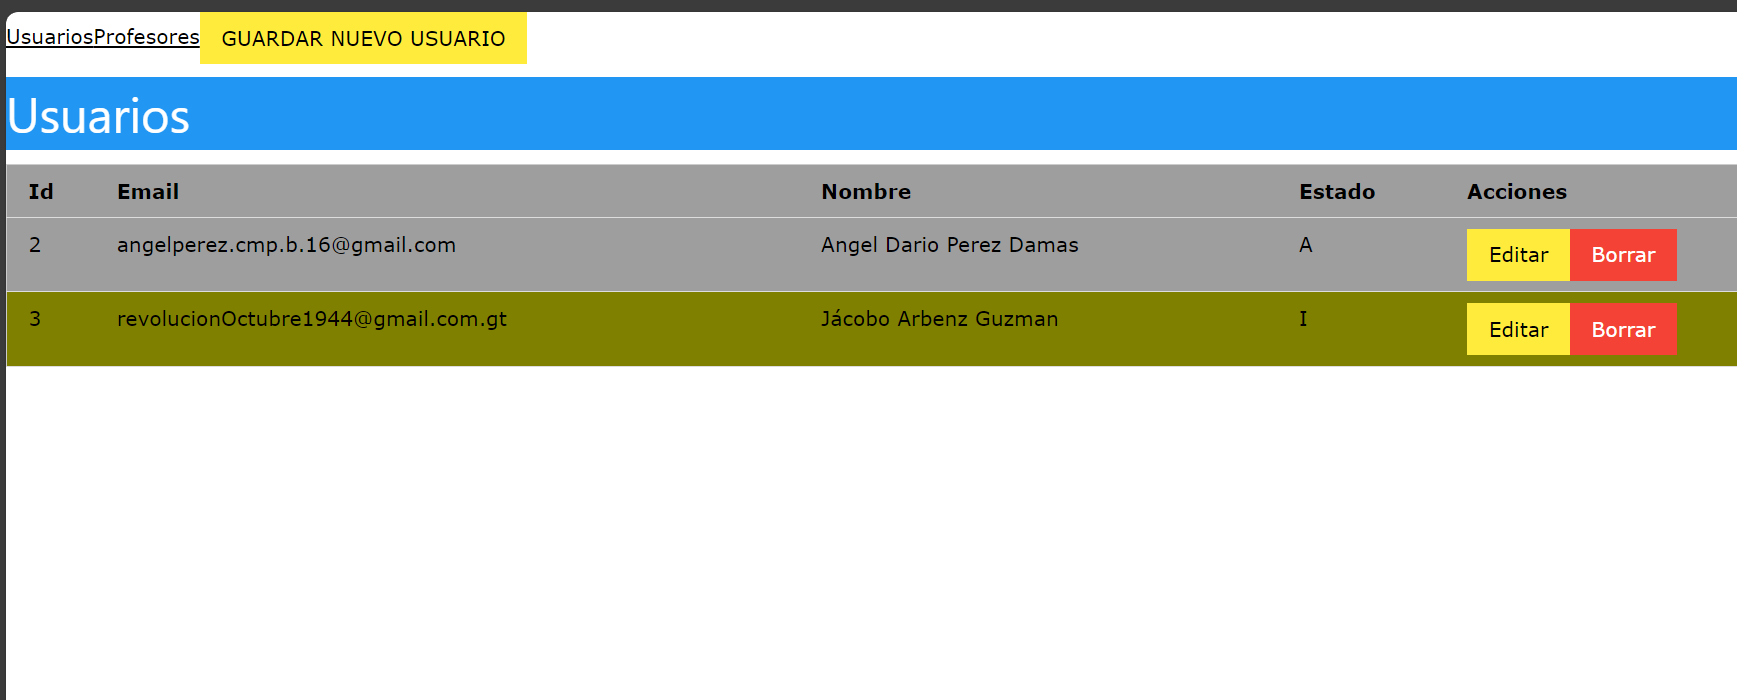 UsuariosProfesores GUARDAR NUEVO USUARIO
Usuarios
Id Email Nombre Estado Acciones
2 angelperez.cmp.b.16@gmail.com Angel Dario Perez Damas A Editar Borrar
3 revolucionOctubre1944@gmail.com.gt Jácobo Arbenz Guzman I Editar Borrar